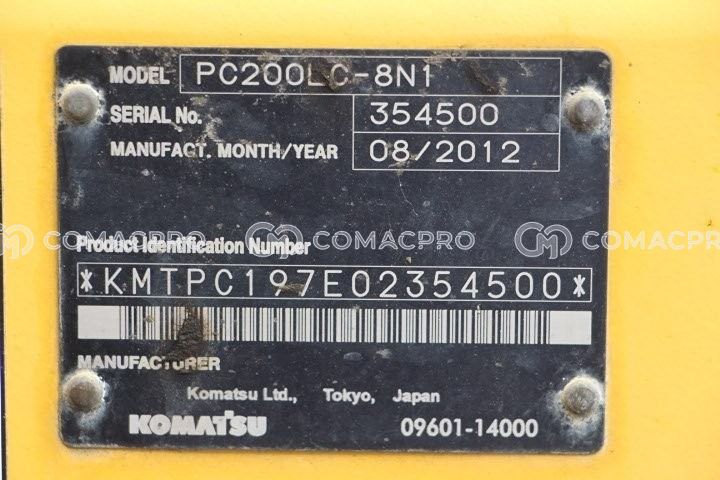 MODEL PC200LC-8N1
SERIAL No. 354500
MANUFACT. MONTH/YEAR 08/2012
COMACPRO COMACPRO COMACPRO
Product Identification Number
*KMTPC197E02354500*
MANUFACTURER
Komatsu Ltd., Tokyo, Japan
KOMATSU 09601-14000